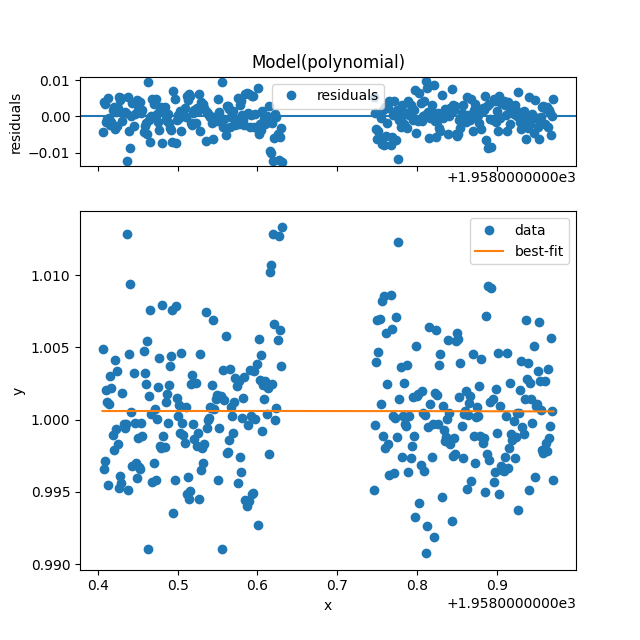 Model(polynomial)
0.01
0.00
−0.01
residuals
residuals
+1.9580000000e3
1.010
1.005
1.000
0.995
0.990
y
data
best-fit
0.4 0.5 0.6 0.7 0.8 0.9
x
+1.9580000000e3